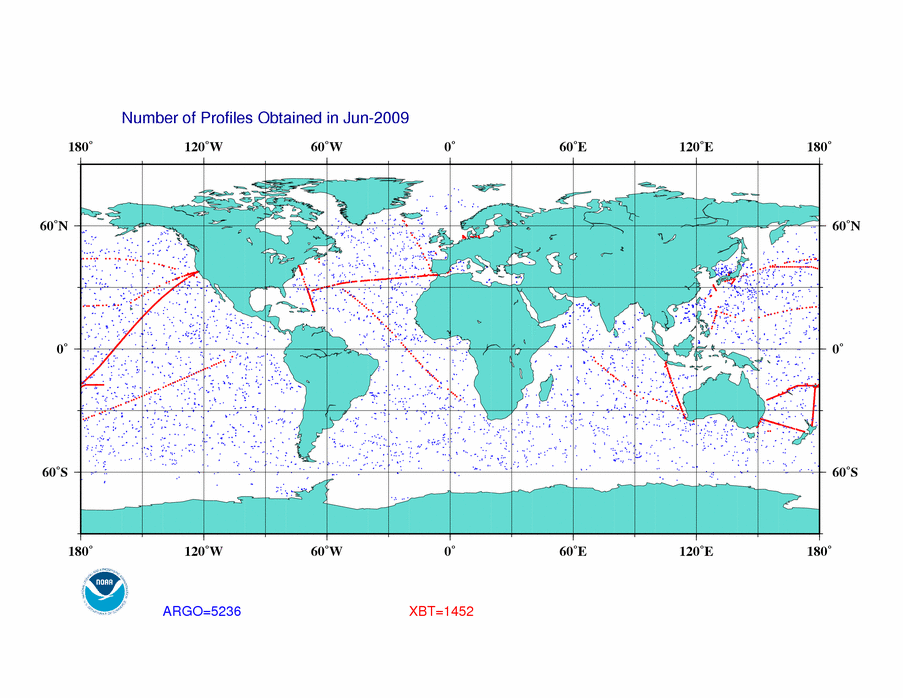 Number of Profiles Obtained in Jun-2009
180° 120°W 60°W 0° 60°E 120°E 180°
60°N 60°N
0° 0°
60°S 60°S
180° 120°W 60°W 0° 60°E 120°E 180°
NOAA
ARGO=5236 XBT=1452